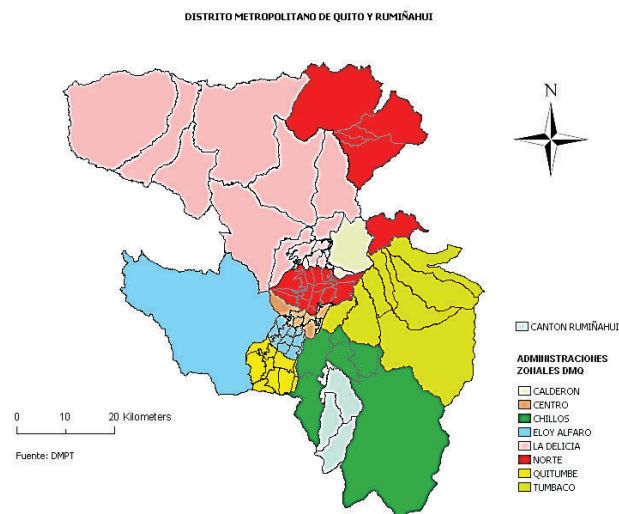 DISTRITO METROPOLITANO DE QUITO Y RUMIÑAHUI
N
CANTON RUMIÑAHUI
ADMINISTRACIONES
ZONALES DMQ
CALDERON
CENTRO
CHILLOS
ELOY ALFARO
LA DELICIA
NORTE
QUITUMBE
TUMBACO
0 10 20 Kilometers
Fuente: DMPT